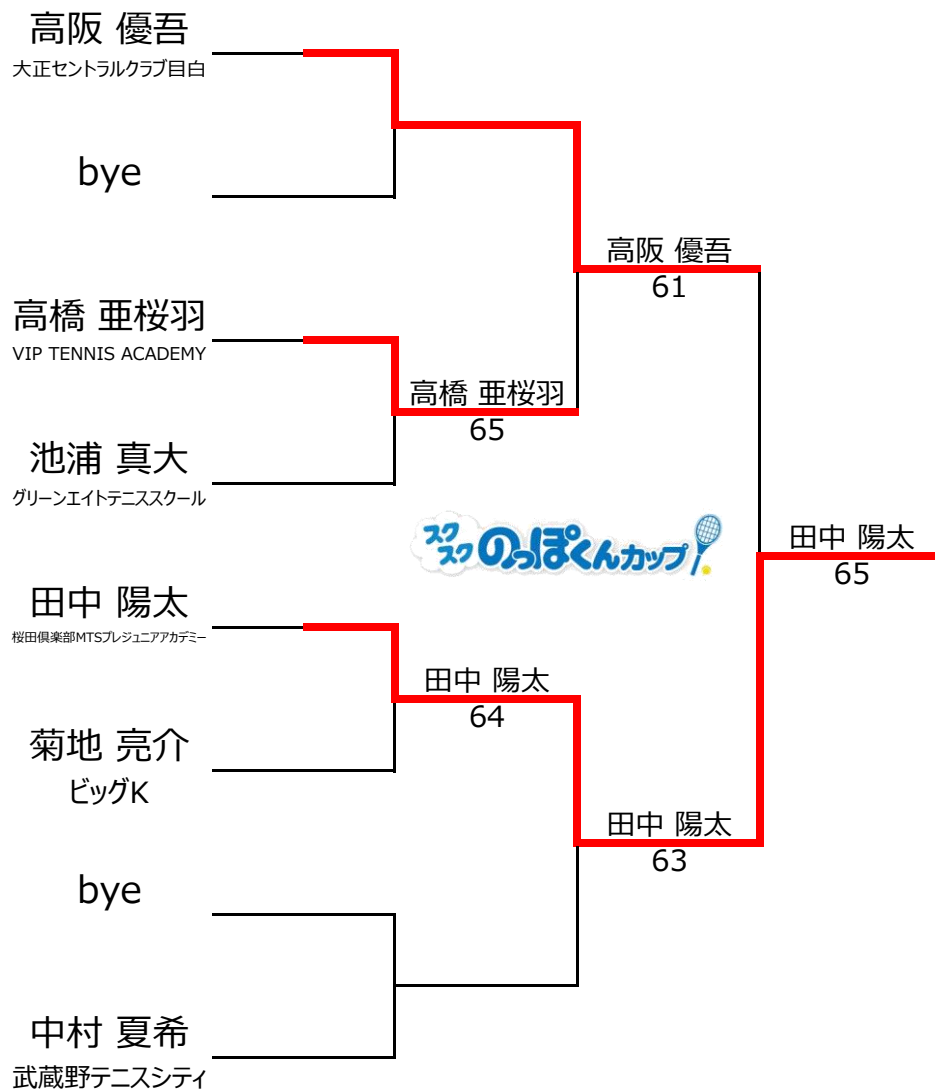 高阪 優吾
大正セントラルクラブ目白
bye
高阪 優吾
61
高橋 亜桜羽
VIP TENNIS ACADEMY
高橋 亜桜羽
65
池浦 真大
グリーンエイトテニススクール
スクスクのっぽくんカップ
田中 陽太
65
田中 陽太
桜田倶楽部MTSプレジュニアアカデミー
田中 陽太
64
菊地 亮介
ビッグK
田中 陽太
63
bye
中村 夏希
武蔵野テニスシティ